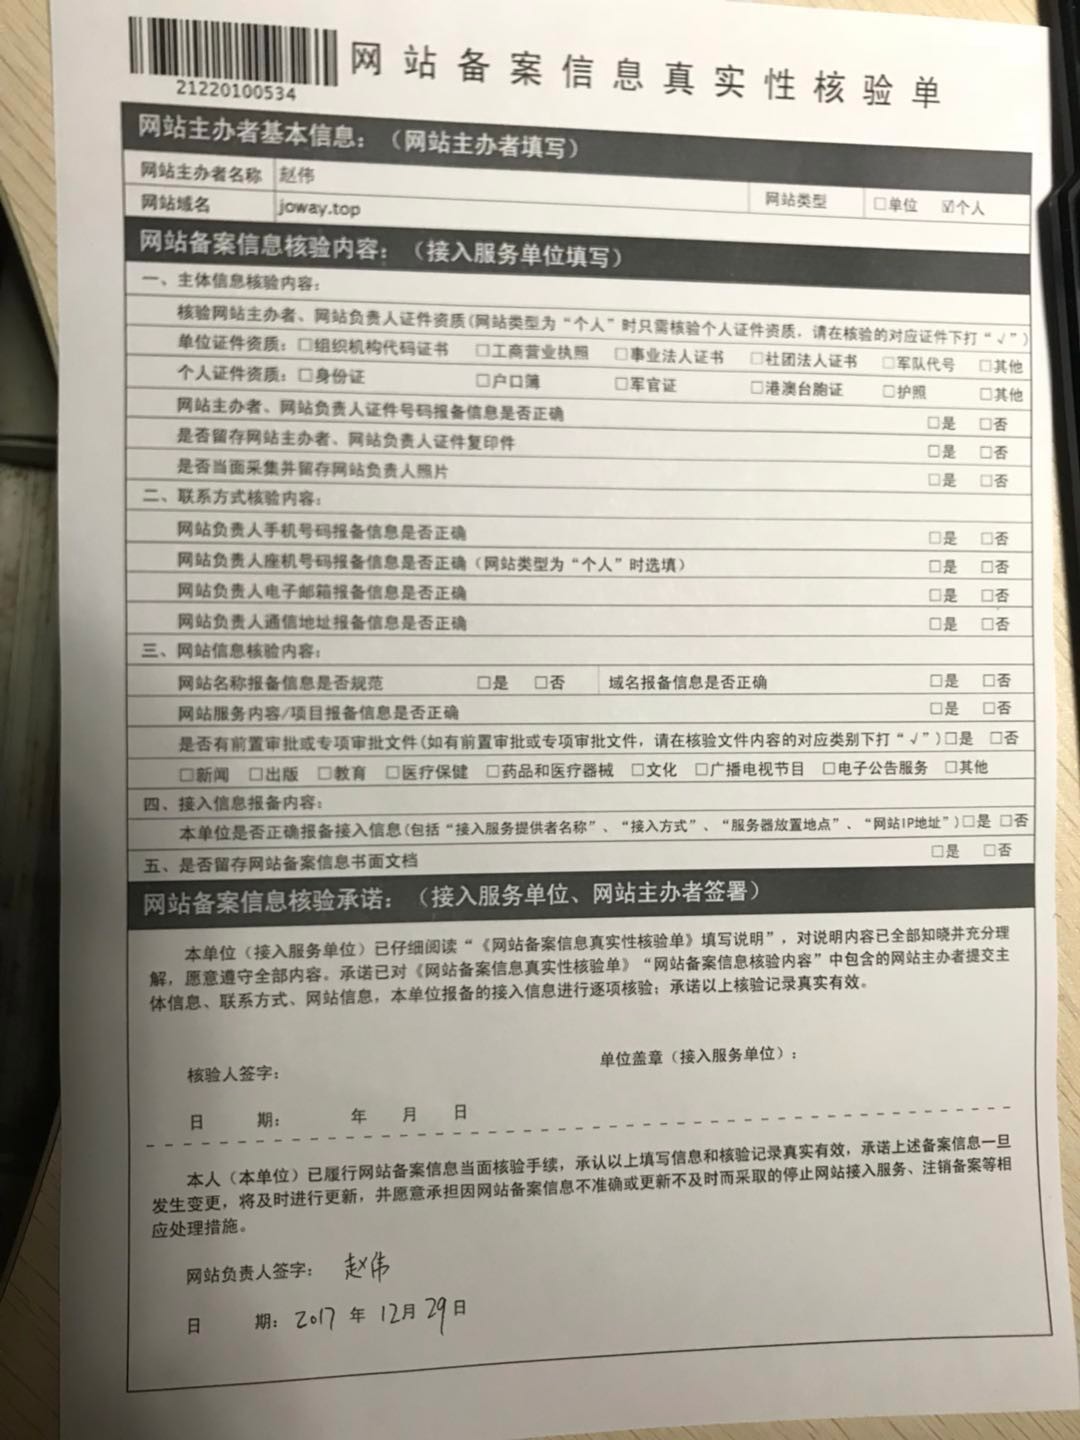 网站备案信息真实性核验单
21220100534
网站主办者基本信息：（网站主办者填写）
网站主办者名称 赵伟 网站类型 □单位 ☑个人
网站域名 joway.top
网站备案信息核验内容：（接入服务单位填写）
一、主体信息核验内容：
核验网站主办者、网站负责人证件资质(网站类型为“个人”时只需核验个人证件资质，请在核验的对应证件下打“√”)
单位证件资质：□组织机构代码证书 □工商营业执照 □事业法人证书 □社团法人证书 □军队代号 □其他
个人证件资质：□身份证 □户口簿 □军官证 □港澳台胞证 □护照 □其他
网站主办者、网站负责人证件号码报备信息是否正确 □是 □否
是否留存网站主办者、网站负责人证件复印件 □是 □否
是否当面采集并留存网站负责人照片 □是 □否
二、联系方式核验内容：
网站负责人手机号码报备信息是否正确 □是 □否
网站负责人座机号码报备信息是否正确（网站类型为“个人”时选填） □是 □否
网站负责人电子邮箱报备信息是否正确 □是 □否
网站负责人通信地址报备信息是否正确 □是 □否
三、网站信息核验内容：
网站名称报备信息是否规范 □是 □否 域名报备信息是否正确 □是 □否
网站服务内容/项目报备信息是否正确 □是 □否
是否有前置审批或专项审批文件(如有前置审批或专项审批文件，请在核验文件内容的对应类别下打“√”)□是 □否
□新闻 □出版 □教育 □医疗保健 □药品和医疗器械 □文化 □广播电视节目 □电子公告服务 □其他
四、接入信息报备内容：
本单位是否正确报备接入信息(包括“接入服务提供者名称”、“接入方式”、“服务器放置地点”、“网站IP地址”)□是 □否
五、是否留存网站备案信息书面文档 □是 □否
网站备案信息核验承诺：（接入服务单位、网站主办者签署）
本单位（接入服务单位）已仔细阅读“《网站备案信息真实性核验单》填写说明”，对说明内容已全部知晓并充分理
解，愿意遵守全部内容。承诺已对《网站备案信息真实性核验单》“网站备案信息核验内容”中包含的网站主办者提交主
体信息、联系方式、网站信息，本单位报备的接入信息进行逐项核验；承诺以上核验记录真实有效。
核验人签字： 单位盖章（接入服务单位）：
日 期： 年 月 日
本人（本单位）已履行网站备案信息当面核验手续，承认以上填写信息和核验记录真实有效，承诺上述备案信息一旦
发生变更，将及时进行更新，并愿意承担因网站备案信息不准确或更新不及时而采取的停止网站接入服务、注销备案等相
应处理措施。
网站负责人签字： 赵伟
日 期：2017 年 12月 29日